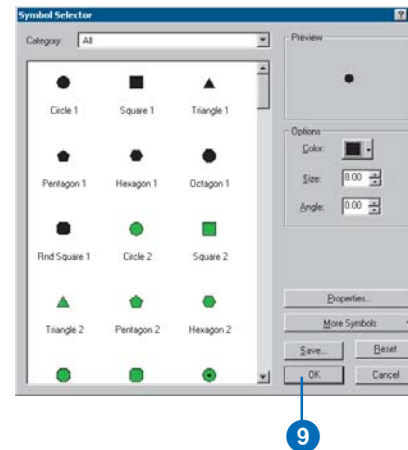 Symbol Selector
?
Category: All
Circle 1 Square 1 Triangle 1
Pentagon 1 Hexagon 1 Octagon 1
Rnd Square 1 Circle 2 Square 2
Triangle 2 Pentagon 2 Hexagon 2
Preview
Options
Color:
Size: 8.00
Angle: 0.00
Properties...
More Symbols
Save... Reset
OK Cancel
9